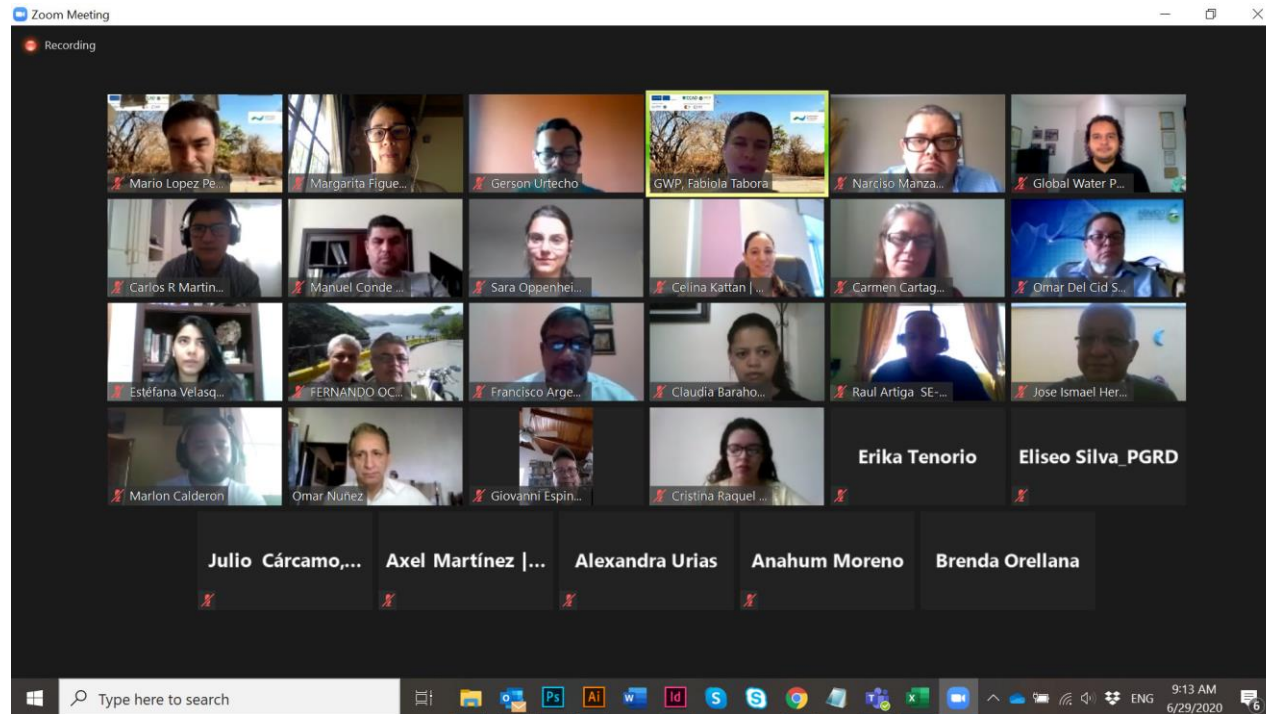 Zoom Meeting
Recording
Mario Lopez Pe...
Margarita Figue...
Gerson Urtecho
GWP, Fabiola Tabora
Narciso Manza...
Global Water P...
Carlos R Martin...
Manuel Conde ...
Sara Oppenhei...
Celina Kattan | ...
Carmen Cartag...
Omar Del Cid S...
Estéfana Velasq...
FERNANDO OC...
Francisco Arge...
Claudia Baraho...
Raul Artiga SE-...
Jose Ismael Her...
Marlon Calderon
Omar Nuñez
Giovanni Espin...
Cristina Raquel ...
Erika Tenorio
Eliseo Silva_PGRD
Julio Cárcamo,...
Axel Martínez |...
Alexandra Urias
Anahum Moreno
Brenda Orellana
Type here to search
Ps
Ai
Id
ENG
9:13 AM
6/29/2020
6